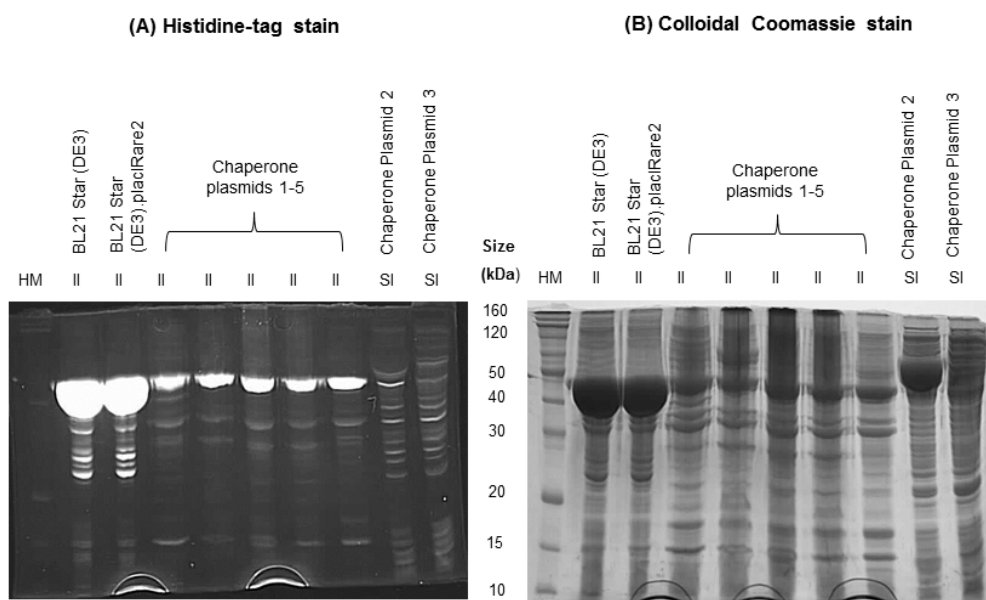 (A) Histidine-tag stain
(B) Colloidal Coomassie stain
BL21 Star (DE3)
BL21 Star
(DE3).placIRare2
Chaperone
plasmids 1-5
Chaperone Plasmid 2
Chaperone Plasmid 3
BL21 Star (DE3)
BL21 Star
(DE3).placIRare2
Chaperone
plasmids 1-5
Chaperone Plasmid 2
Chaperone Plasmid 3
HM II II II II II II II SI SI
Size
(kDa)
HM II II II II II II II SI SI
160
120
50
40
30
20
15
10